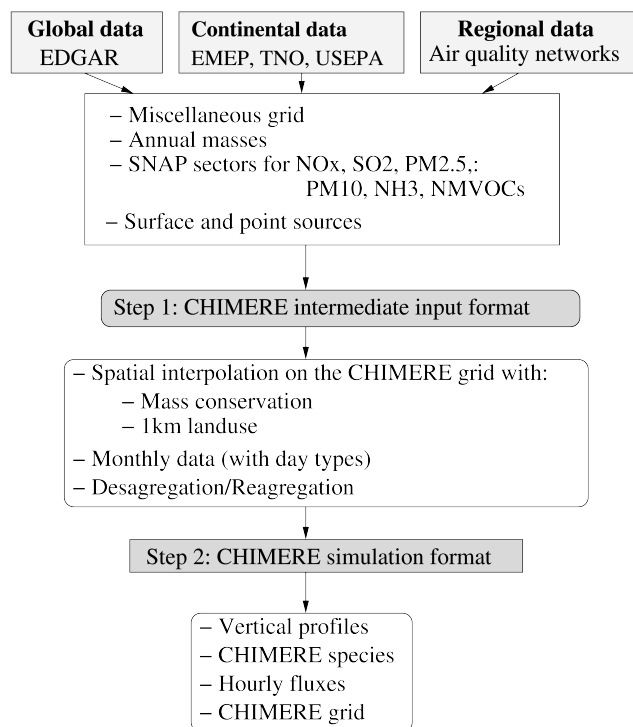 Global data
EDGAR
Continental data
EMEP, TNO, USEPA
Regional data
Air quality networks
– Miscellaneous grid
– Annual masses
– SNAP sectors for NOx, SO2, PM2.5,:
PM10, NH3, NMVOCs
– Surface and point sources
Step 1: CHIMERE intermediate input format
– Spatial interpolation on the CHIMERE grid with:
– Mass conservation
– 1km landuse
– Monthly data (with day types)
– Desagregation/Reagregation
Step 2: CHIMERE simulation format
– Vertical profiles
– CHIMERE species
– Hourly fluxes
– CHIMERE grid